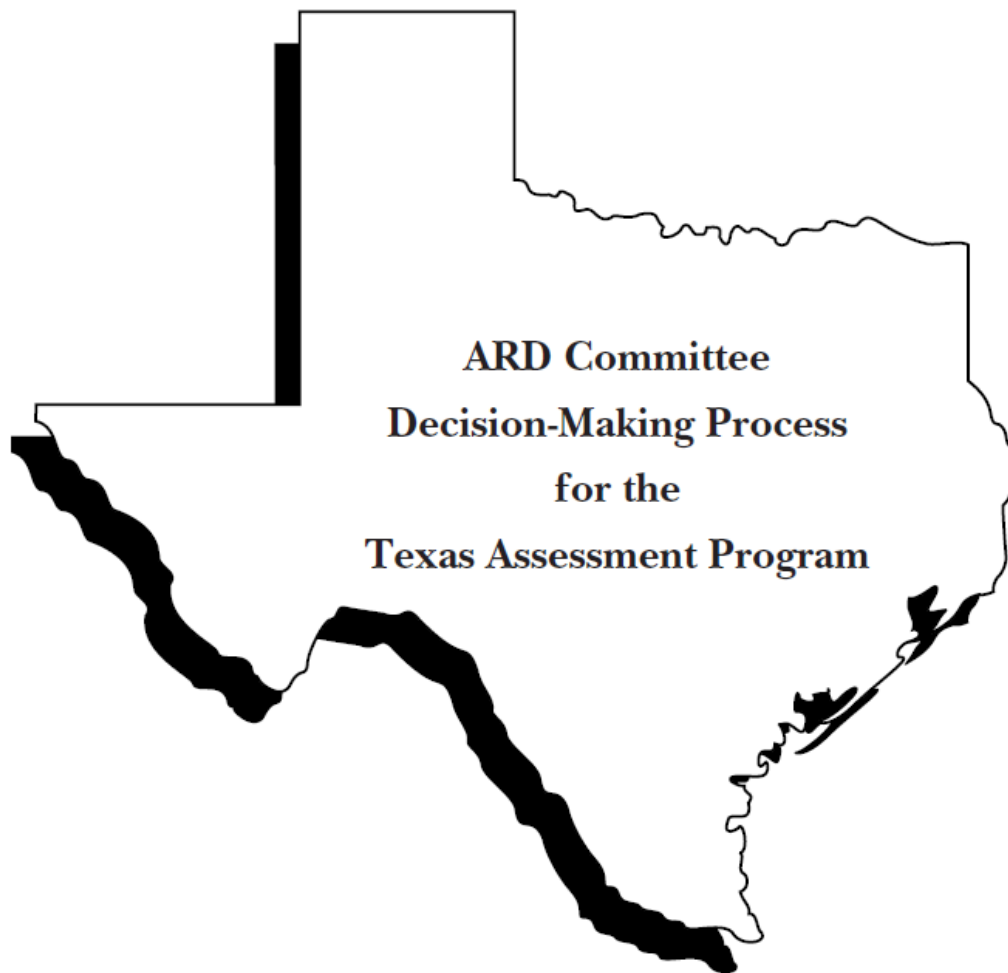 ARD Committee
Decision-Making Process
for the
Texas Assessment Program